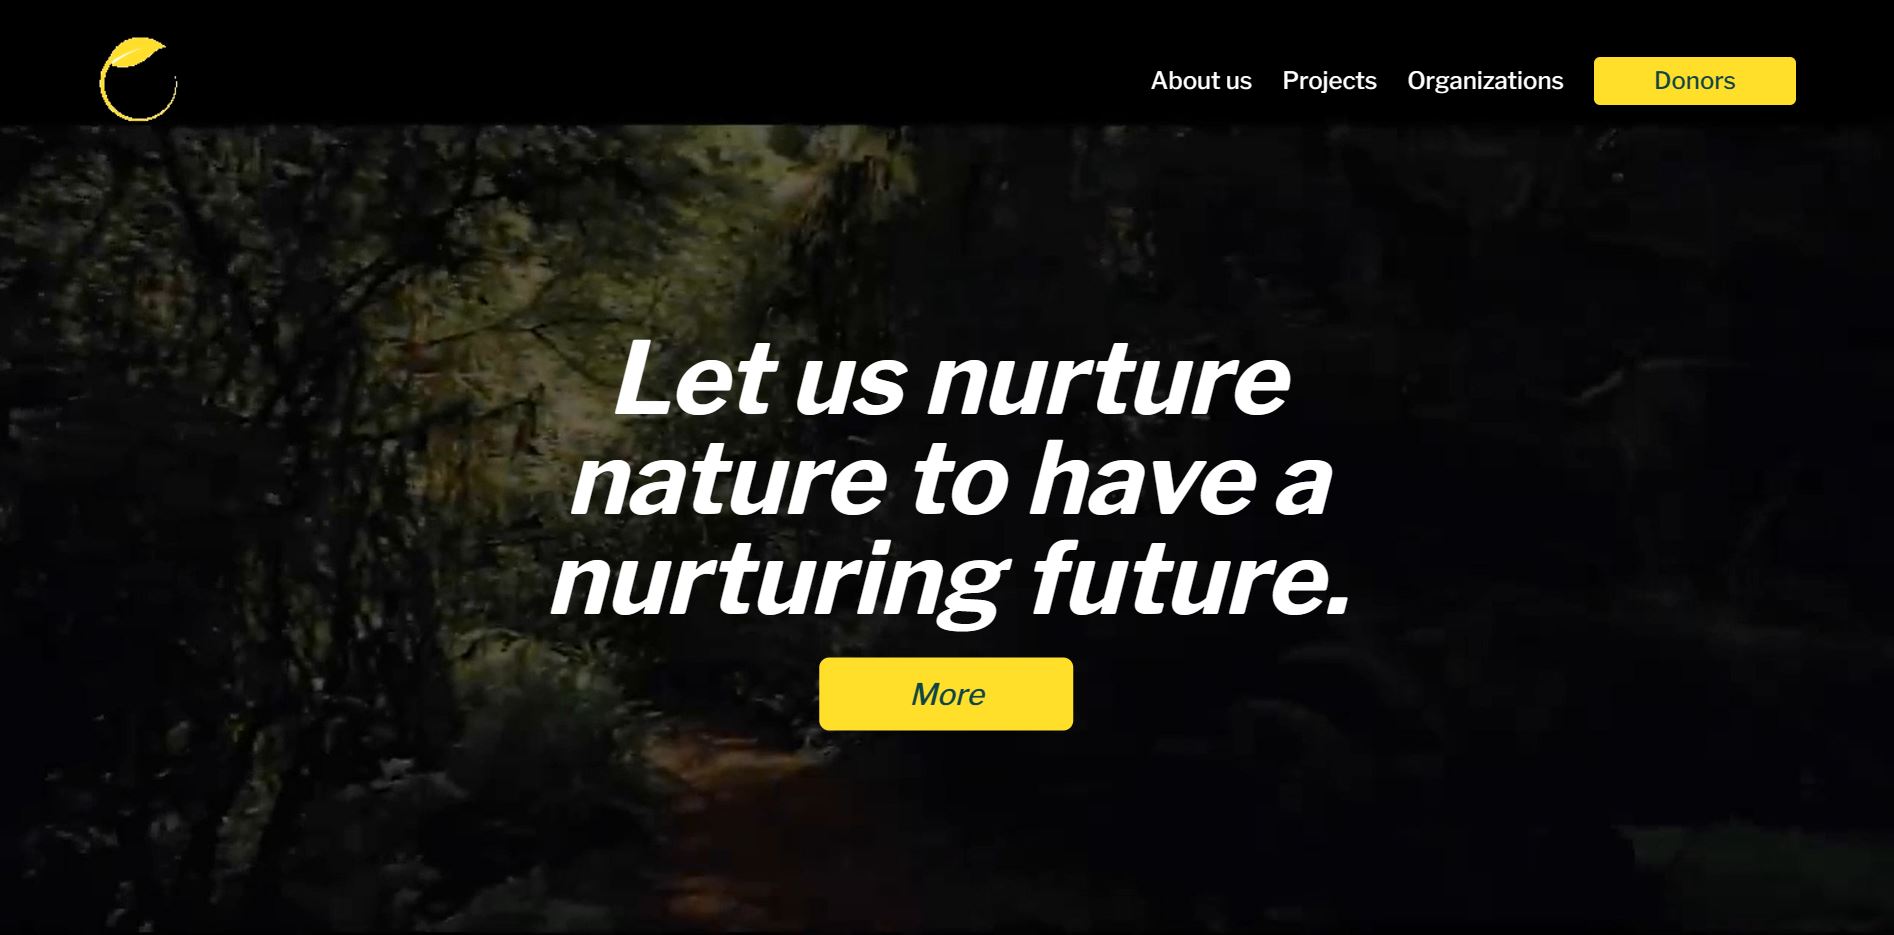 About us Projects Organizations Donors
Let us nurture
nature to have a
nurturing future.
More